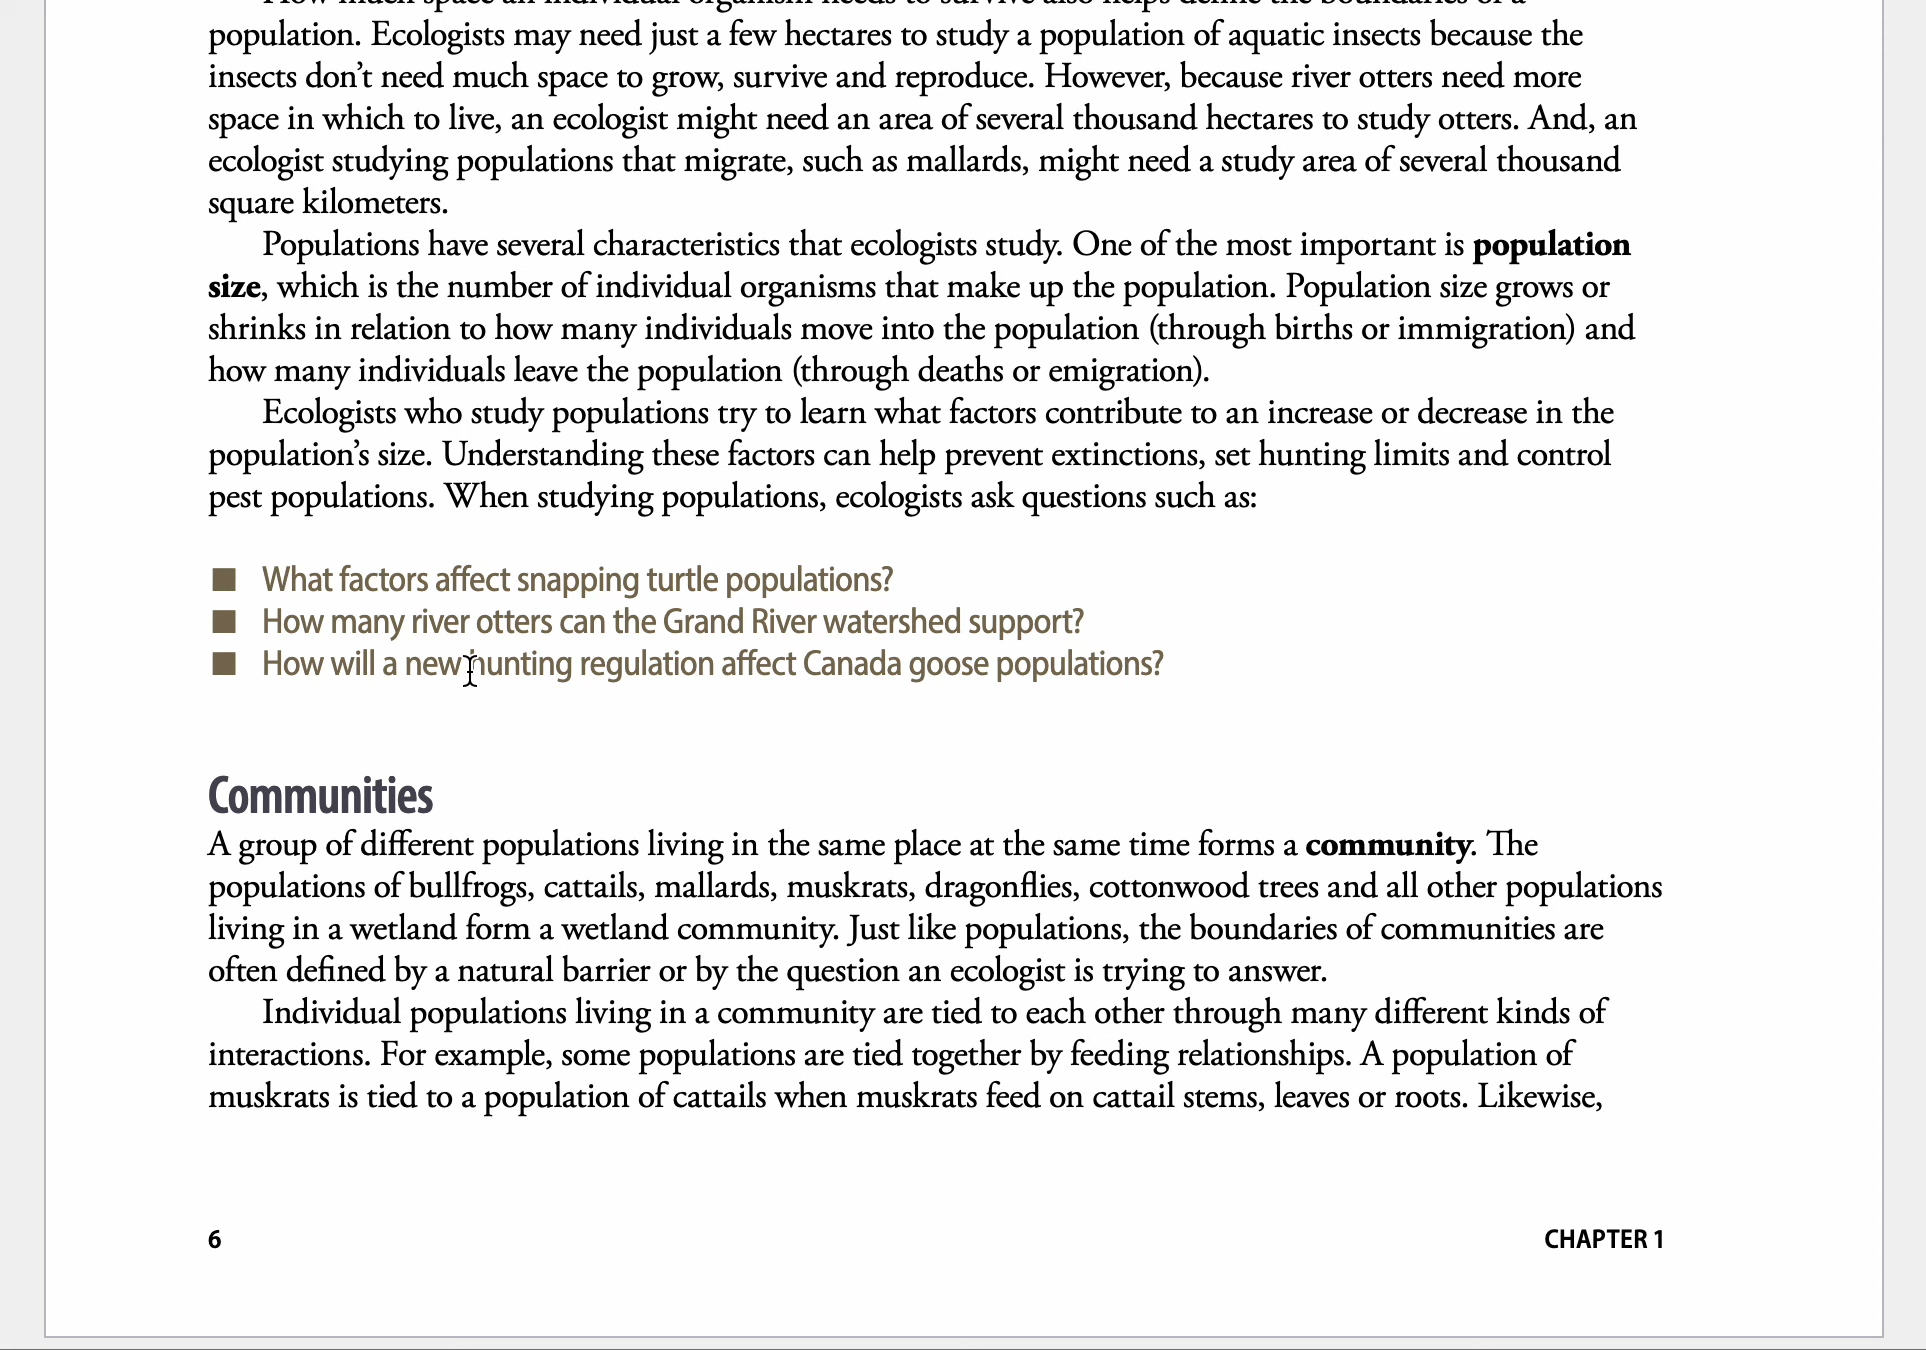 How much space an individual organism needs to survive also helps define the boundaries of a
population. Ecologists may need just a few hectares to study a population of aquatic insects because the
insects don’t need much space to grow, survive and reproduce. However, because river otters need more
space in which to live, an ecologist might need an area of several thousand hectares to study otters. And, an
ecologist studying populations that migrate, such as mallards, might need a study area of several thousand
square kilometers.
Populations have several characteristics that ecologists study. One of the most important is population
size, which is the number of individual organisms that make up the population. Population size grows or
shrinks in relation to how many individuals move into the population (through births or immigration) and
how many individuals leave the population (through deaths or emigration).
Ecologists who study populations try to learn what factors contribute to an increase or decrease in the
population’s size. Understanding these factors can help prevent extinctions, set hunting limits and control
pest populations. When studying populations, ecologists ask questions such as:
■ What factors affect snapping turtle populations?
■ How many river otters can the Grand River watershed support?
■ How will a new hunting regulation affect Canada goose populations?
Communities
A group of different populations living in the same place at the same time forms a community. The
populations of bullfrogs, cattails, mallards, muskrats, dragonflies, cottonwood trees and all other populations
living in a wetland form a wetland community. Just like populations, the boundaries of communities are
often defined by a natural barrier or by the question an ecologist is trying to answer.
Individual populations living in a community are tied to each other through many different kinds of
interactions. For example, some populations are tied together by feeding relationships. A population of
muskrats is tied to a population of cattails when muskrats feed on cattail stems, leaves or roots. Likewise,
6 CHAPTER 1